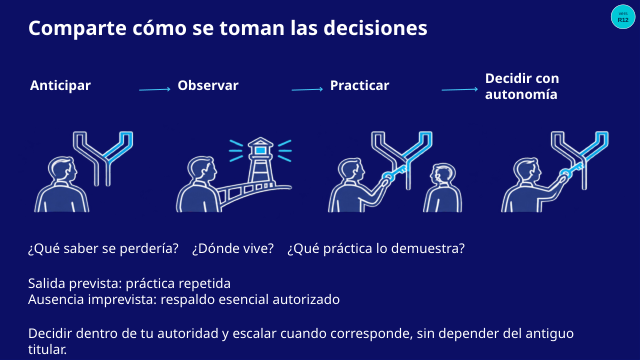 Comparte cómo se toman las decisiones
R12
Anticipar
Observar
Practicar
Decidir con
autonomía
¿Qué saber se perdería? ¿Dónde vive? ¿Qué práctica lo demuestra?
Salida prevista: práctica repetida
Ausencia imprevista: respaldo esencial autorizado
Decidir dentro de tu autoridad y escalar cuando corresponde, sin depender del antiguo
titular.